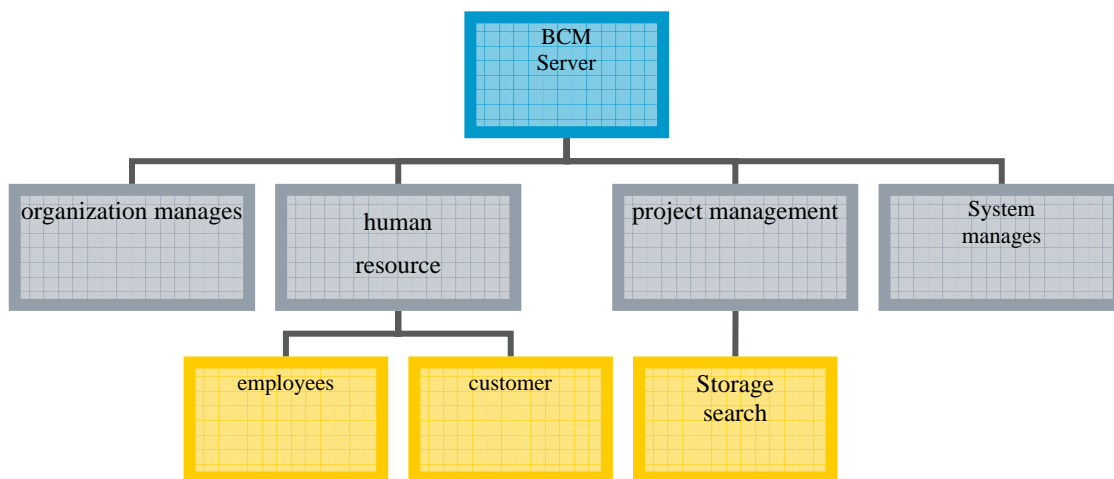 BCM
Server
organization manages
human
resource
project management
System
manages
employees
customer
Storage
search